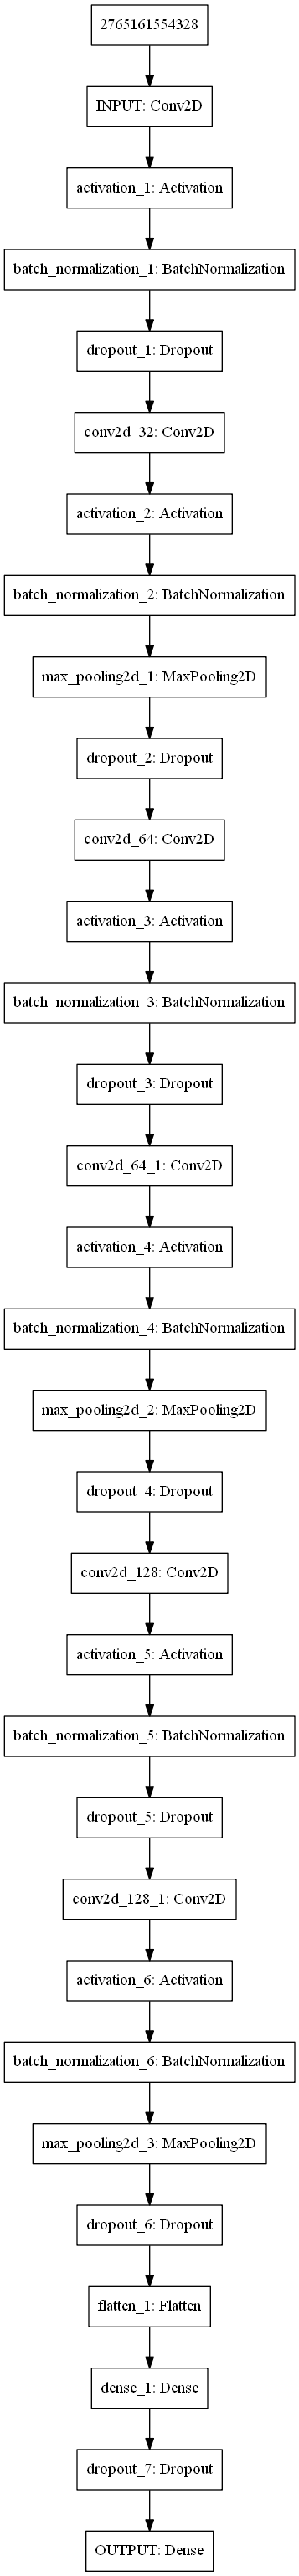 2765161554328
INPUT: Conv2D
activation_1: Activation
batch_normalization_1: BatchNormalization
dropout_1: Dropout
conv2d_32: Conv2D
activation_2: Activation
batch_normalization_2: BatchNormalization
max_pooling2d_1: MaxPooling2D
dropout_2: Dropout
conv2d_64: Conv2D
activation_3: Activation
batch_normalization_3: BatchNormalization
dropout_3: Dropout
conv2d_64_1: Conv2D
activation_4: Activation
batch_normalization_4: BatchNormalization
max_pooling2d_2: MaxPooling2D
dropout_4: Dropout
conv2d_128: Conv2D
activation_5: Activation
batch_normalization_5: BatchNormalization
dropout_5: Dropout
conv2d_128_1: Conv2D
activation_6: Activation
batch_normalization_6: BatchNormalization
max_pooling2d_3: MaxPooling2D
dropout_6: Dropout
flatten_1: Flatten
dense_1: Dense
dropout_7: Dropout
OUTPUT: Dense